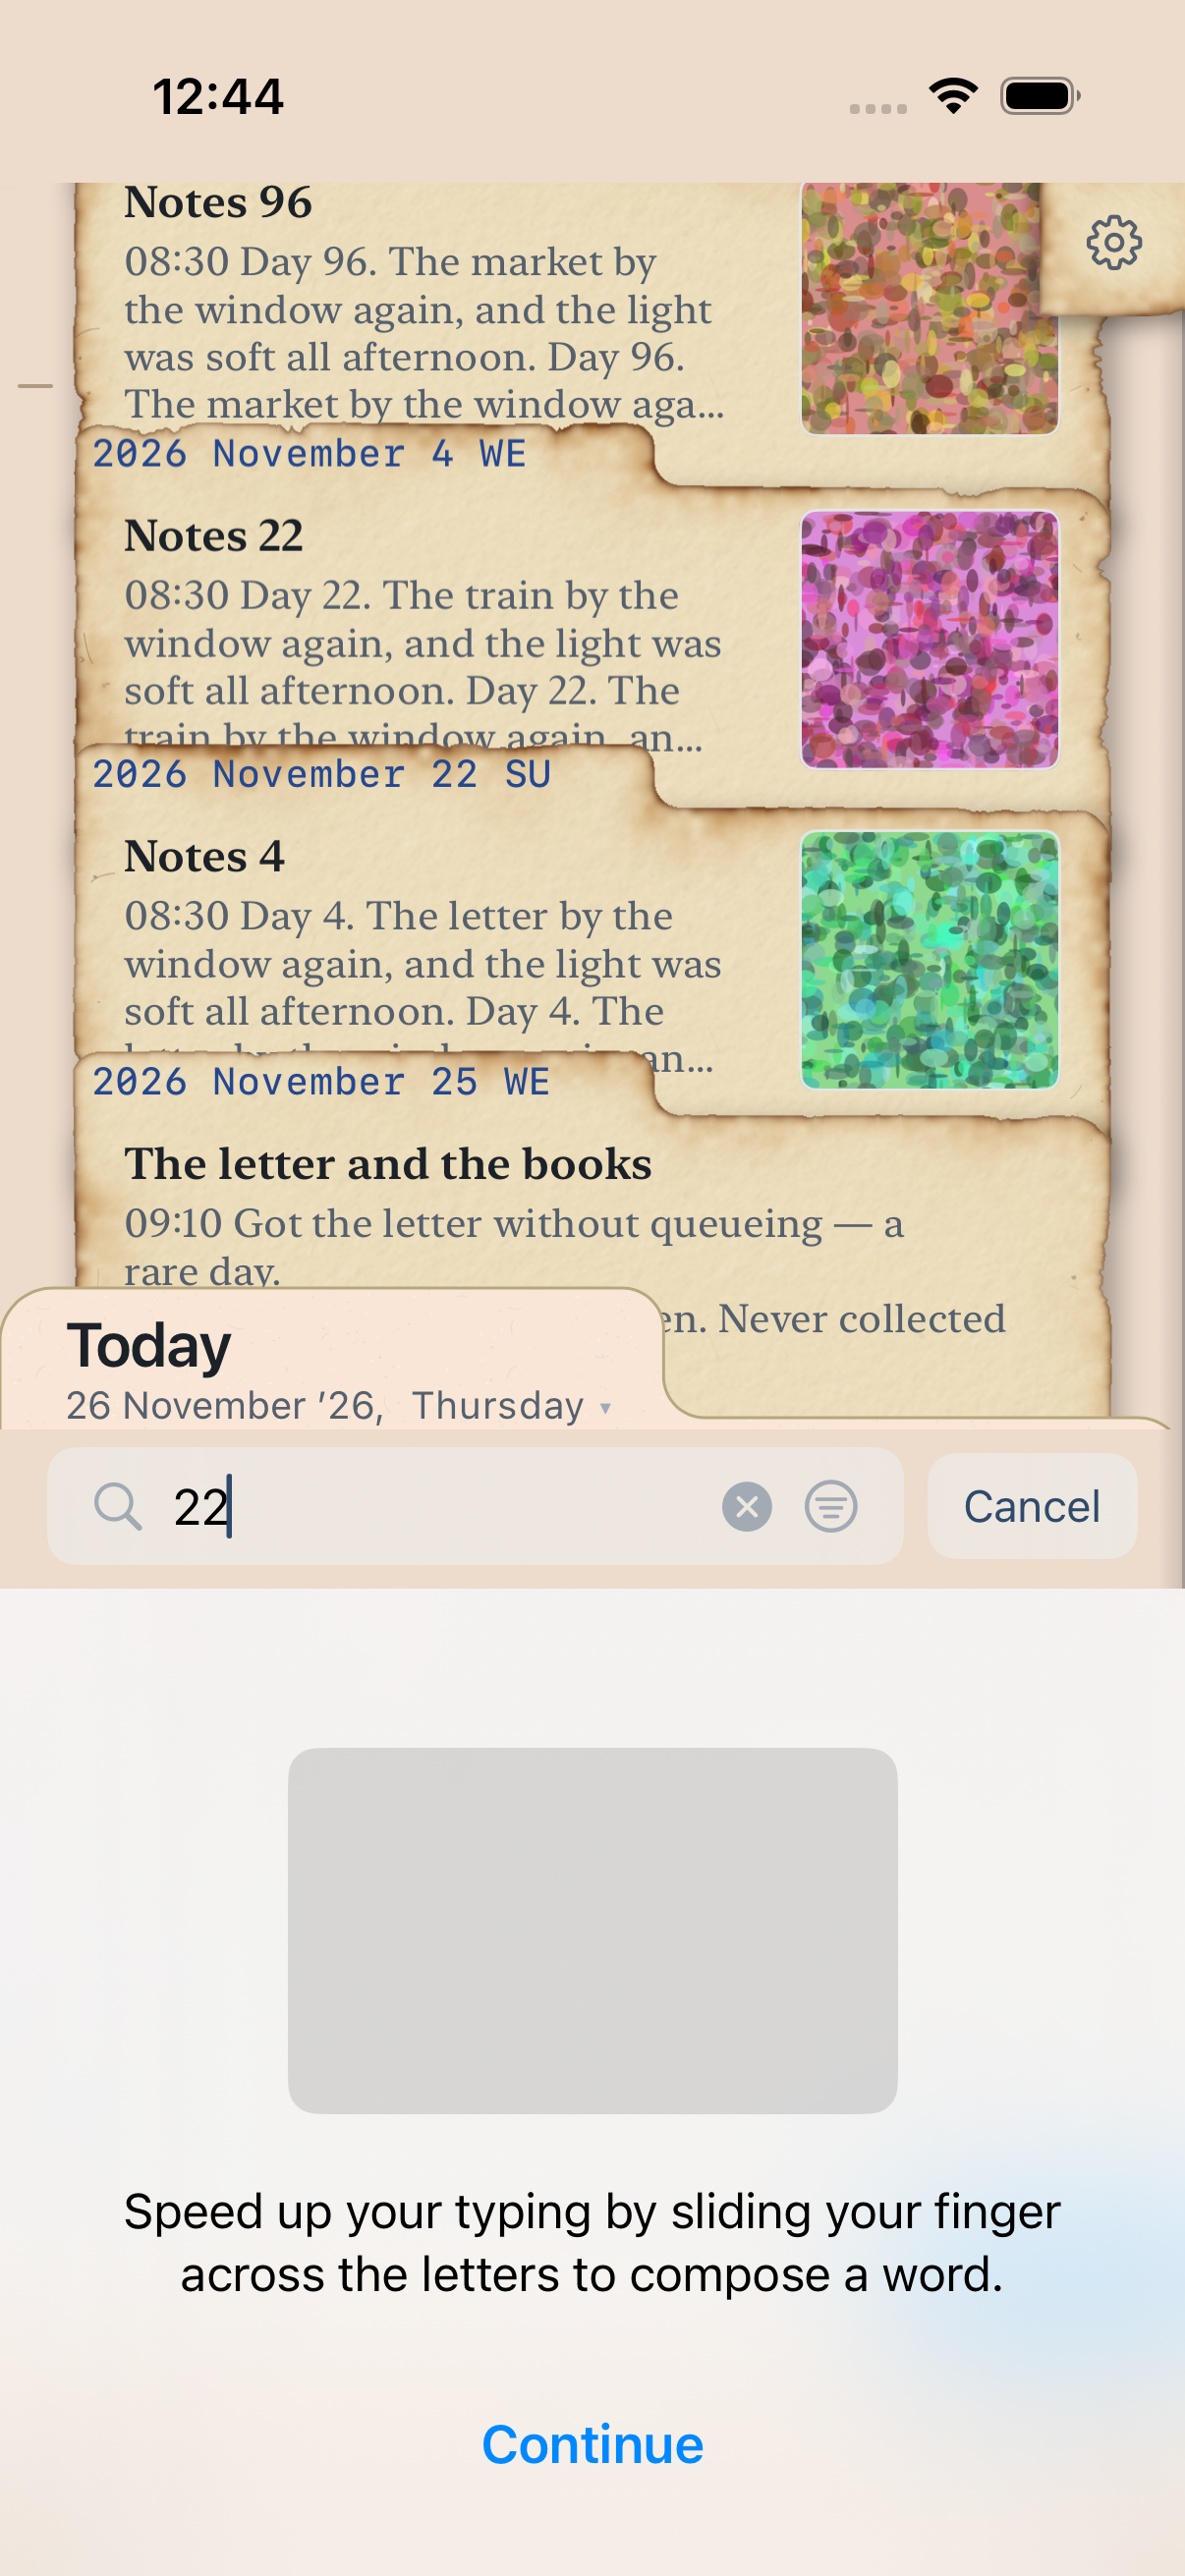 12:44
Notes 96
08:30 Day 96. The market by
the window again, and the light
was soft all afternoon. Day 96.
The market by the window aga...
2026 November 4 WE
Notes 22
08:30 Day 22. The train by the
window again, and the light was
soft all afternoon. Day 22. The
train by the window again, an...
2026 November 22 SU
Notes 4
08:30 Day 4. The letter by the
window again, and the light was
soft all afternoon. Day 4. The
an...
2026 November 25 WE
The letter and the books
09:10 Got the letter without queueing — a
rare day.
Never collected
Today
26 November ’26, Thursday
22
Cancel
Speed up your typing by sliding your finger
across the letters to compose a word.
Continue